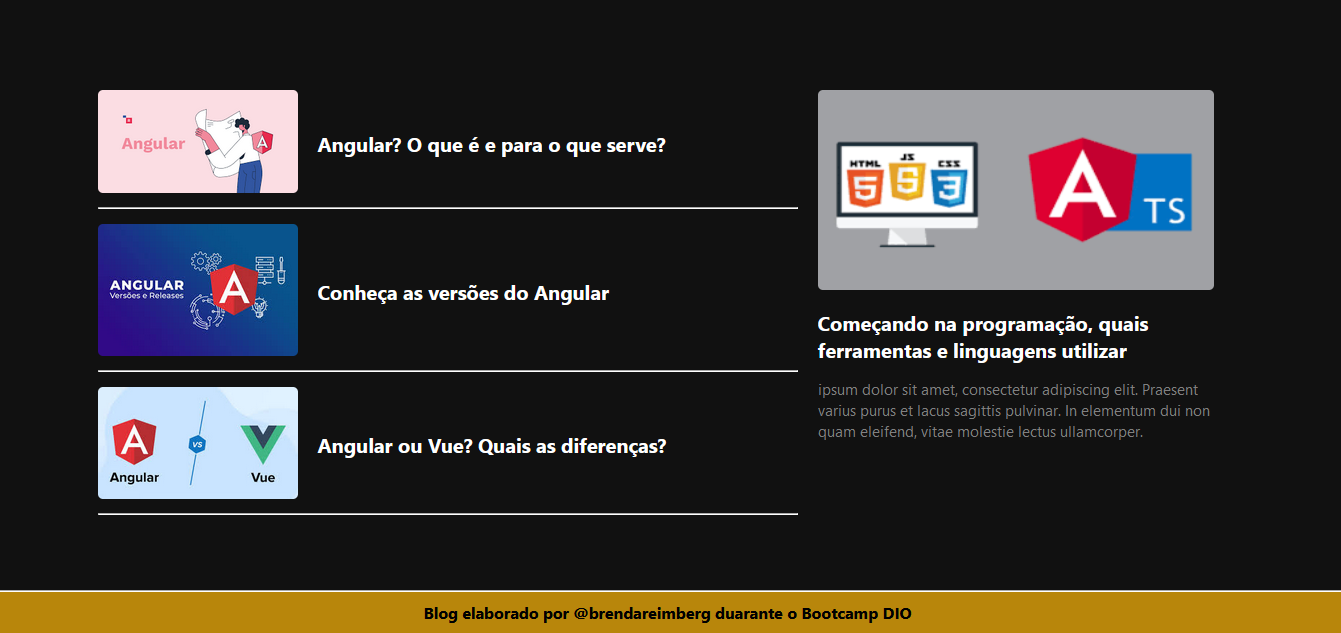 Angular
Angular? O que é e para o que serve?
ANGULAR
Versões e Releases
Conheça as versões do Angular
Angular
VS
Vue
Angular ou Vue? Quais as diferenças?
HTML
JS
CSS
5
S
3
TS
Começando na programação, quais
ferramentas e linguagens utilizar
ipsum dolor sit amet, consectetur adipiscing elit. Praesent
varius purus et lacus sagittis pulvinar. In elementum dui non
quam eleifend, vitae molestie lectus ullamcorper.
Blog elaborado por @brendareimberg duarante o Bootcamp DIO